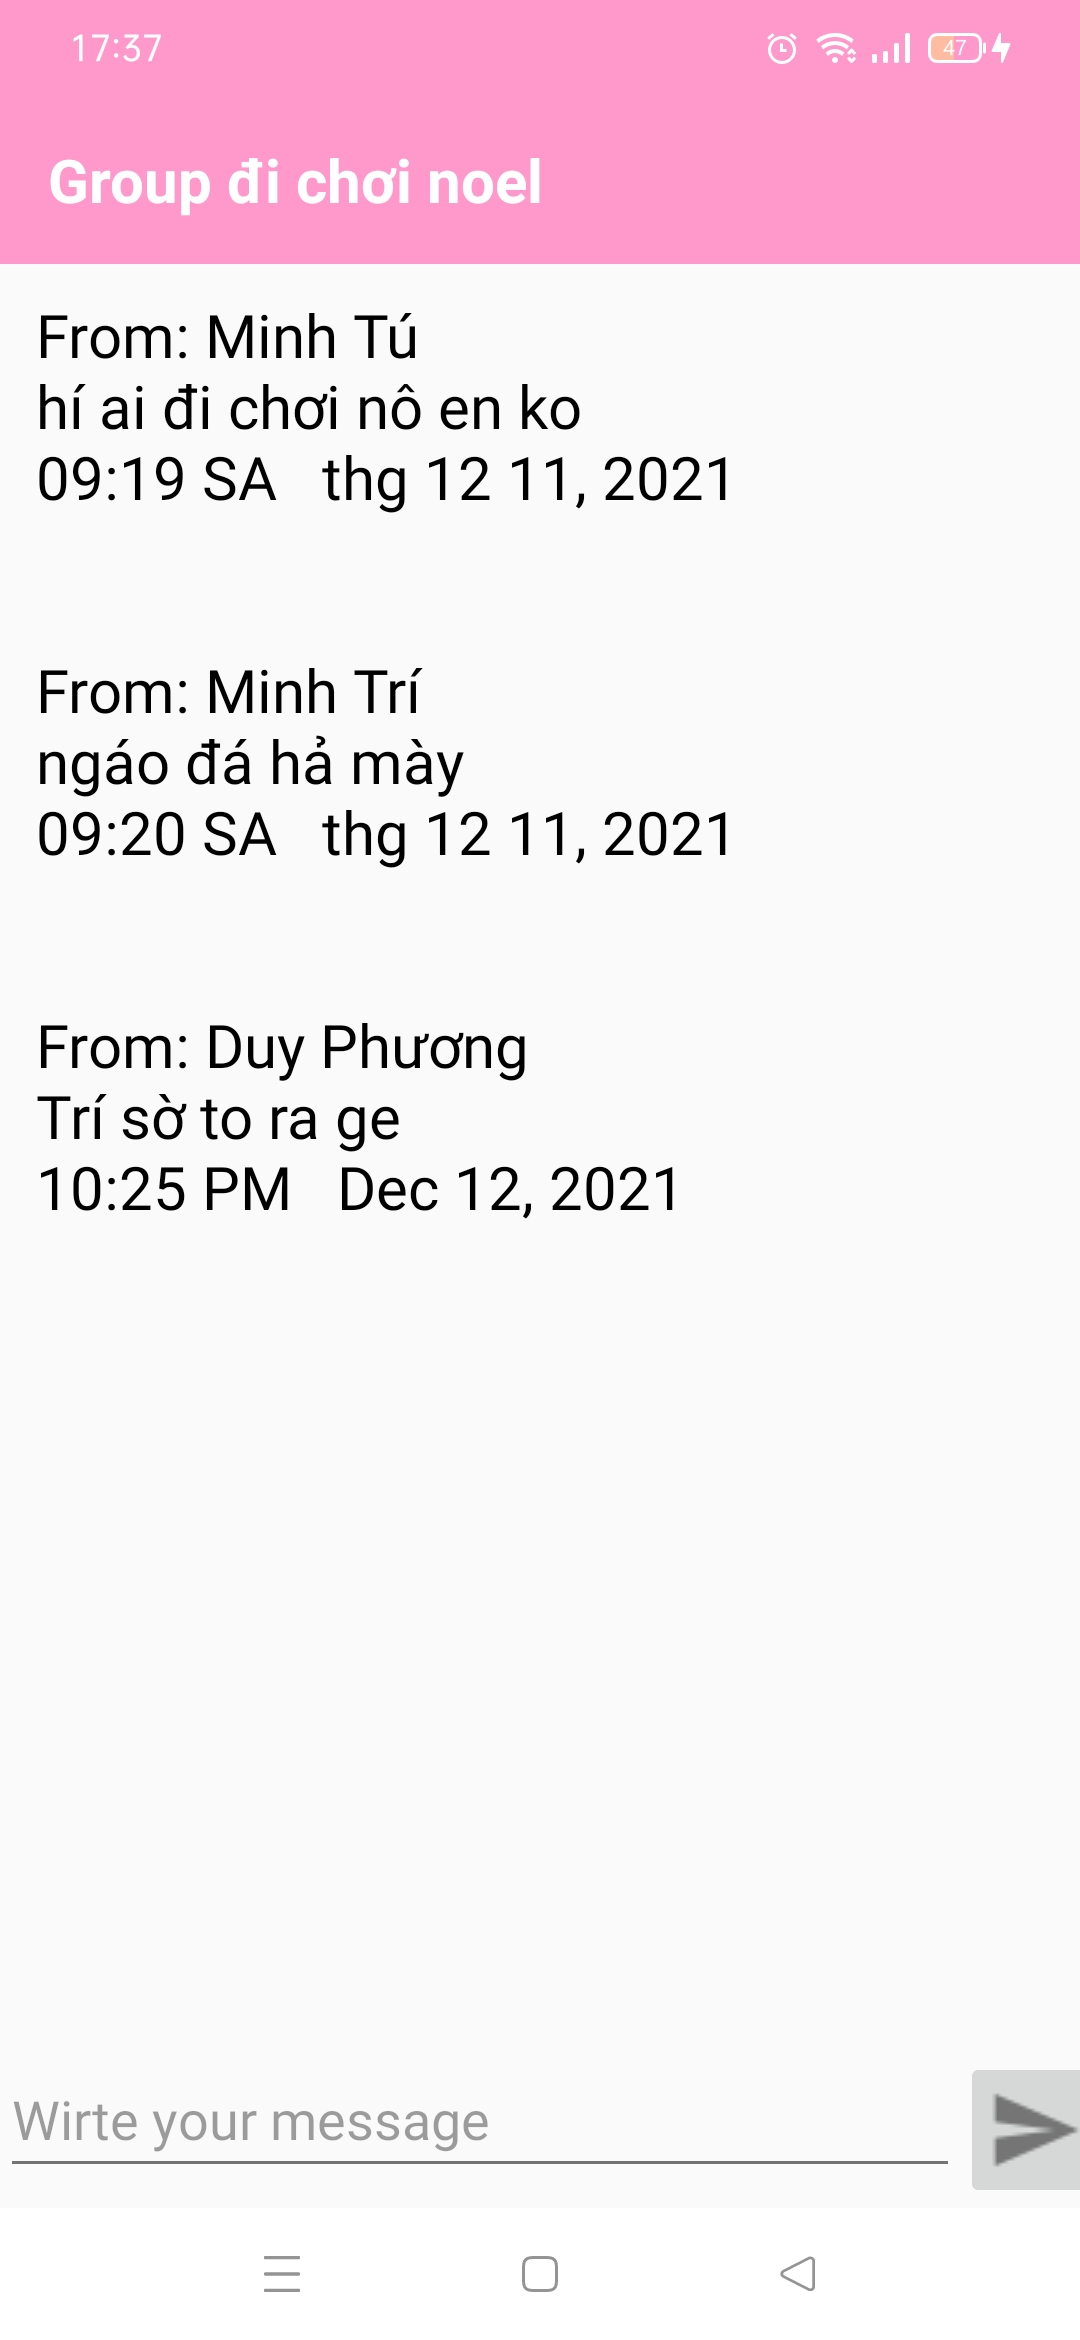 17:37
47
Group đi chơi noel
From: Minh Tú
hí ai đi chơi nô en ko
09:19 SA thg 12 11, 2021
From: Minh Trí
ngáo đá hả mày
09:20 SA thg 12 11, 2021
From: Duy Phương
Trí sờ to ra ge
10:25 PM Dec 12, 2021
Wirte your message